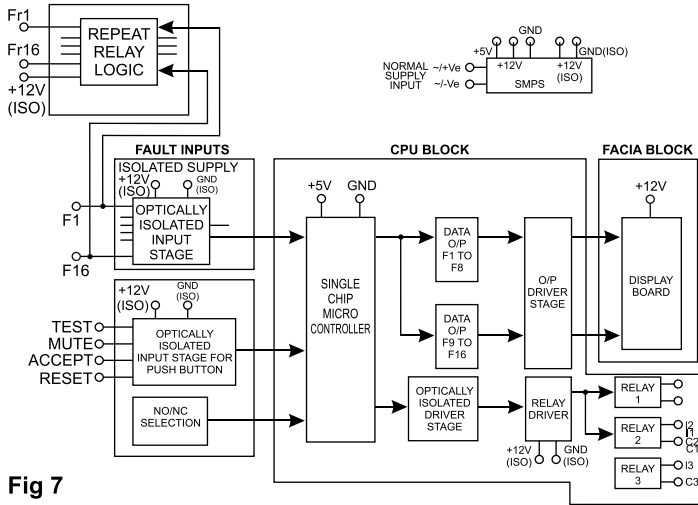 Fr1
Fr16
+12V
(ISO)
REPEAT
RELAY
LOGIC
GND
+5V
+12V
+12V
(ISO)
GND(ISO)
NORMAL
SUPPLY
INPUT
~/+Ve
~/-Ve
SMPS
FAULT INPUTS
CPU BLOCK
FACIA BLOCK
ISOLATED SUPPLY
+12V
(ISO)
GND
(ISO)
OPTICALLY
ISOLATED
INPUT
STAGE
F1
F16
+5V
GND
SINGLE
CHIP
MICRO
CONTROLLER
DATA
O/P
F1 TO
F8
DATA
O/P
F9 TO
F16
O/P
DRIVER
STAGE
+12V
DISPLAY
BOARD
+12V
(ISO)
GND
(ISO)
TEST
MUTE
ACCEPT
RESET
OPTICALLY
ISOLATED
INPUT STAGE FOR
PUSH BUTTON
NO/NC
SELECTION
OPTICALLY
ISOLATED
DRIVER
STAGE
RELAY
DRIVER
+12V
(ISO)
GND
(ISO)
RELAY
1
RELAY
2
RELAY
3
I2
I1
C2
C1
I3
C3
Fig 7